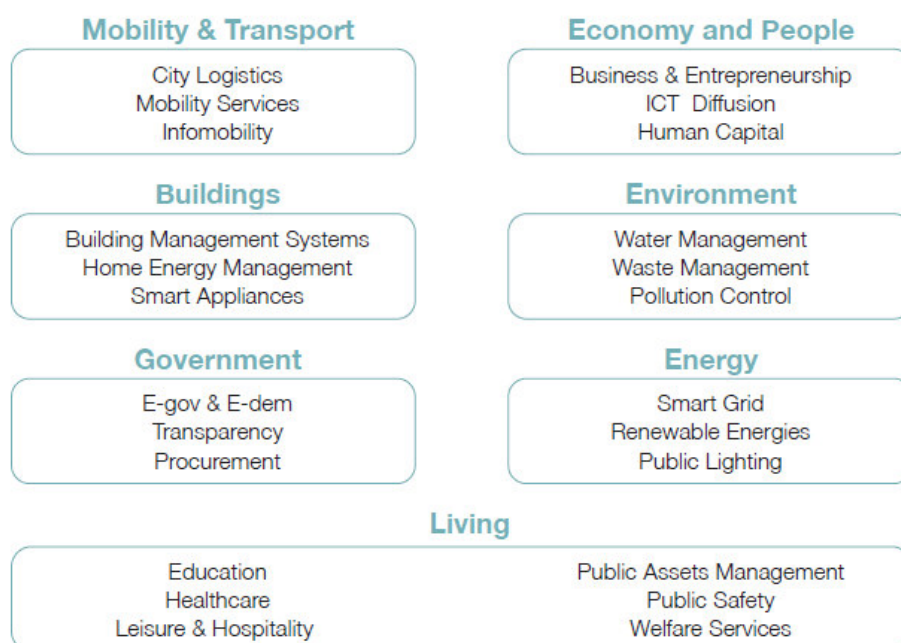 Mobility & Transport
City Logistics
Mobility Services
Infomobility
Economy and People
Business & Entrepreneurship
ICT Diffusion
Human Capital
Buildings
Building Management Systems
Home Energy Management
Smart Appliances
Environment
Water Management
Waste Management
Pollution Control
Government
E-gov & E-dem
Transparency
Procurement
Energy
Smart Grid
Renewable Energies
Public Lighting
Living
Education
Healthcare
Leisure & Hospitality
Public Assets Management
Public Safety
Welfare Services